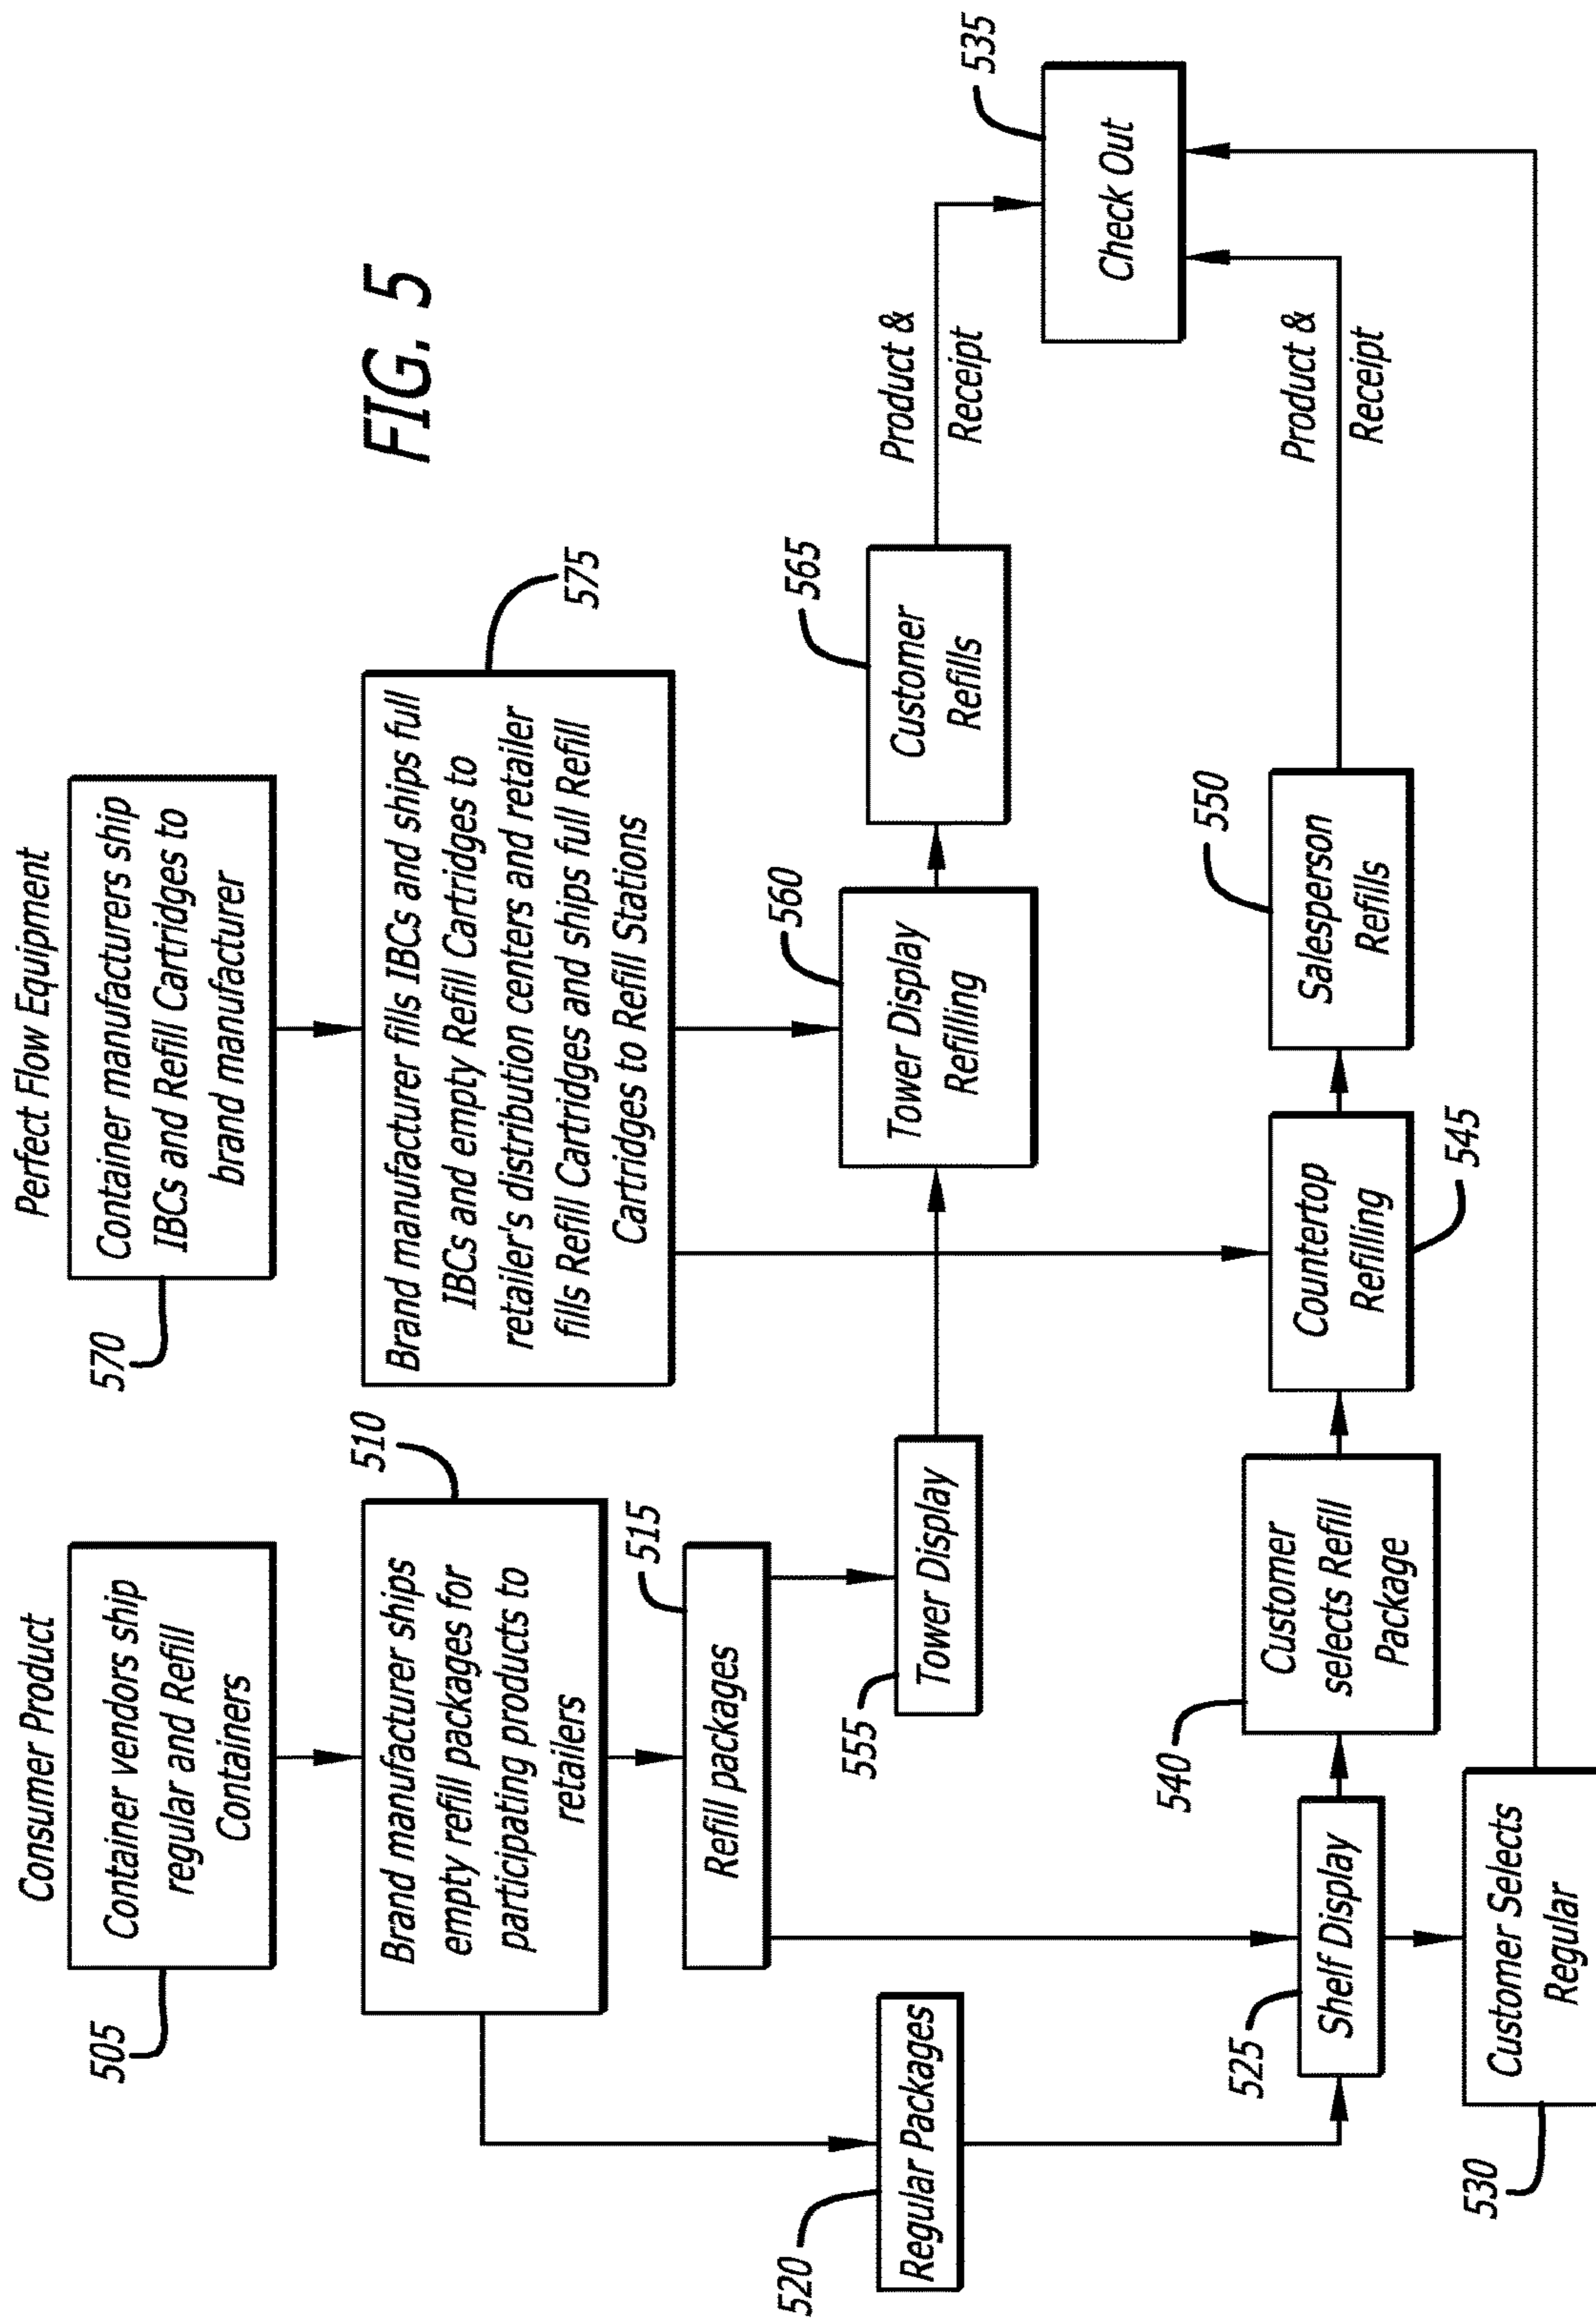 Consumer Product
Perfect Flow Equipment
505
Container vendors ship
regular and Refill
Containers
570
Container manufacturers ship
IBCs and Refill Cartridges to
brand manufacturer
FIG. 5
510
Brand manufacturer ships
empty refill packages for
participating products to
retailers
575
Brand manufacturer fills IBCs and ships full
IBCs and empty Refill Cartridges to
retailer's distribution centers and retailer
fills Refill Cartridges and ships full Refill
Cartridges to Refill Stations
515
Refill packages
520
Regular Packages
555
Tower Display
560
Tower Display
Refilling
565
Customer
Refills
Product &
Receipt
535
Check Out
525
Shelf Display
540
Customer
selects Refill
Package
Countertop
Refilling
545
550
Salesperson
Refills
Product &
Receipt
530
Customer Selects
Regular